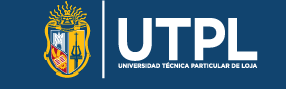 UTPL
UNIVERSIDAD TÉCNICA PARTICULAR DE LOJA